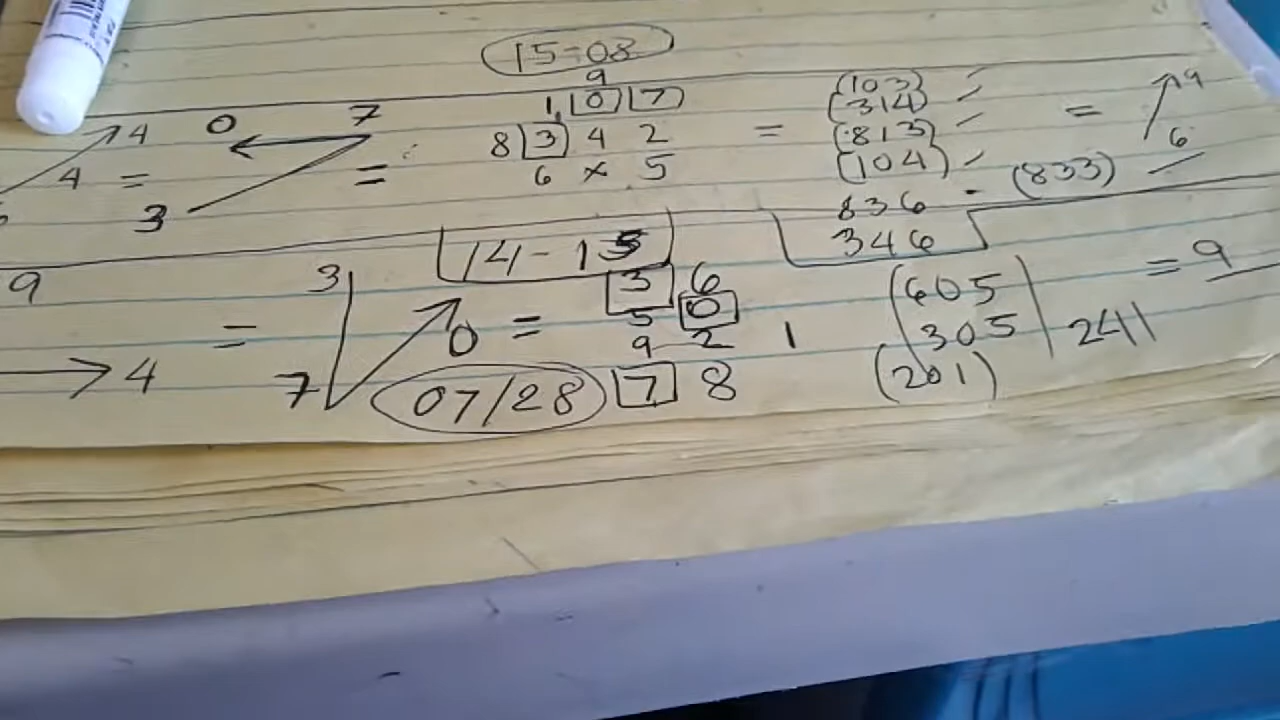 15-08
9
1 0 7
4 0 7
8 3 4 2 = (103)
(314) = 9
4 = 3 = 6 x 5
(813) 6
(104)
836 - (833)
14-15 346
9 3 3 6 (605) = 9
= 0 = 5 0 305 241
9 2 1
4 7 07/28 7 8 (201)